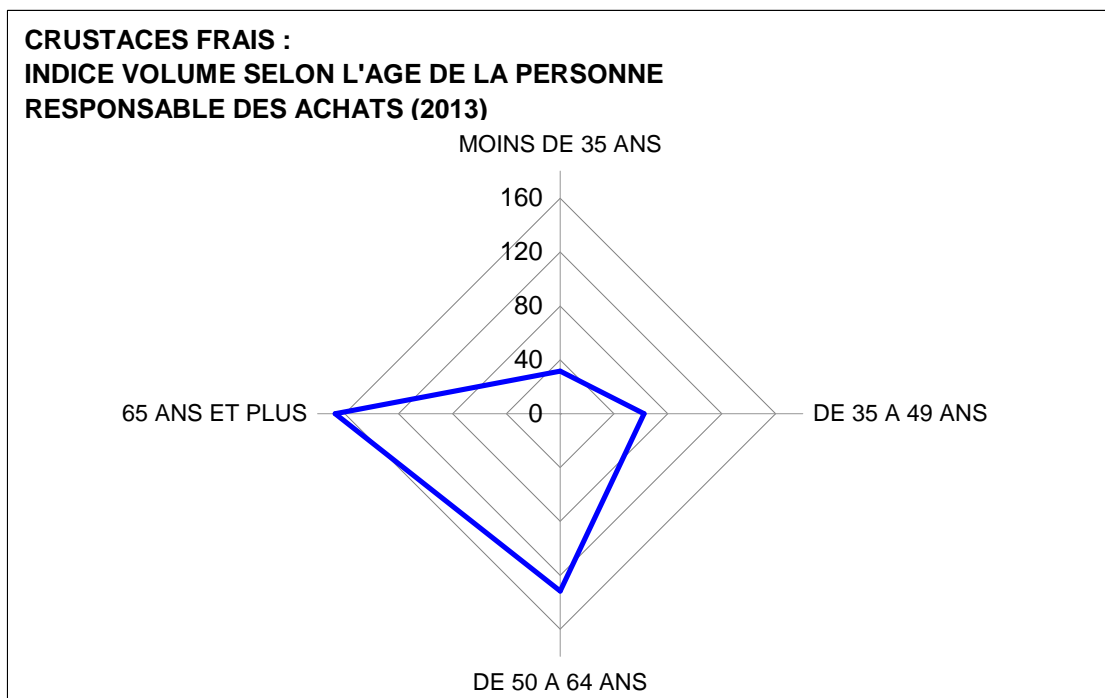 CRUSTACES FRAIS :
INDICE VOLUME SELON L'AGE DE LA PERSONNE
RESPONSABLE DES ACHATS (2013)
MOINS DE 35 ANS
160
120
80
40
0
65 ANS ET PLUS
DE 35 A 49 ANS
DE 50 A 64 ANS